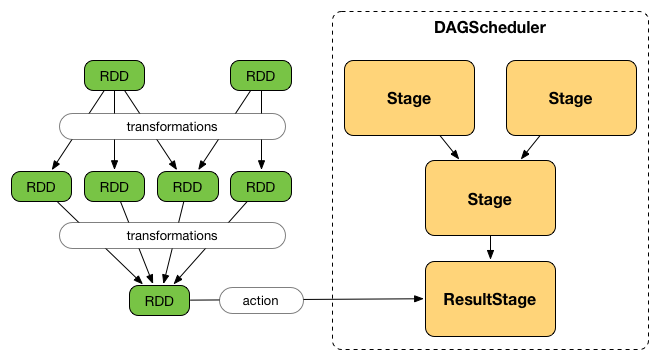 DAGScheduler
RDD
RDD
Stage
Stage
transformations
RDD
RDD
RDD
RDD
Stage
transformations
RDD
action
ResultStage